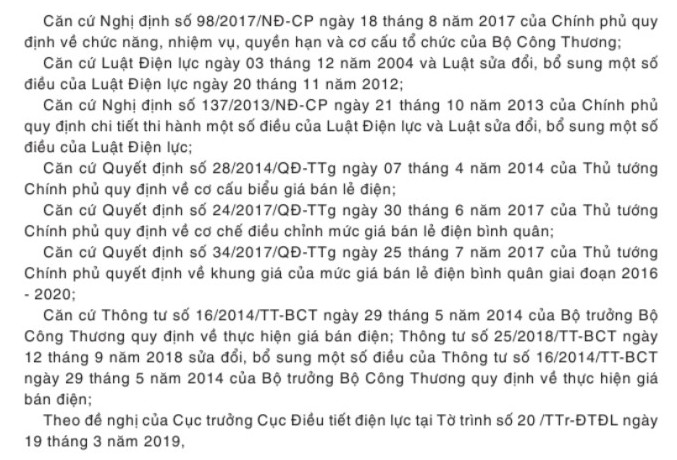 Căn cứ Nghị định số 98/2017/NĐ-CP ngày 18 tháng 8 năm 2017 của Chính phủ quy
định về chức năng, nhiệm vụ, quyền hạn và cơ cấu tổ chức của Bộ Công Thương;
Căn cứ Luật Điện lực ngày 03 tháng 12 năm 2004 và Luật sửa đổi, bổ sung một số
điều của Luật Điện lực ngày 20 tháng 11 năm 2012;
Căn cứ Nghị định số 137/2013/NĐ-CP ngày 21 tháng 10 năm 2013 của Chính phủ
quy định chi tiết thi hành một số điều của Luật Điện lực và Luật sửa đổi, bổ sung một số
điều của Luật Điện lực;
Căn cứ Quyết định số 28/2014/QĐ-TTg ngày 07 tháng 4 năm 2014 của Thủ tướng
Chính phủ quy định về cơ cấu biểu giá bán lẻ điện;
Căn cứ Quyết định số 24/2017/QĐ-TTg ngày 30 tháng 6 năm 2017 của Thủ tướng
Chính phủ quy định về cơ chế điều chỉnh mức giá bán lẻ điện bình quân;
Căn cứ Quyết định số 34/2017/QĐ-TTg ngày 25 tháng 7 năm 2017 của Thủ tướng
Chính phủ quyết định về khung giá của mức giá bán lẻ điện bình quân giai đoạn 2016
- 2020;
Căn cứ Thông tư số 16/2014/TT-BCT ngày 29 tháng 5 năm 2014 của Bộ trưởng Bộ
Công Thương quy định về thực hiện giá bán điện; Thông tư số 25/2018/TT-BCT ngày
12 tháng 9 năm 2018 sửa đổi, bổ sung một số điều của Thông tư số 16/2014/TT-BCT
ngày 29 tháng 5 năm 2014 của Bộ trưởng Bộ Công Thương quy định về thực hiện giá
bán điện;
Theo đề nghị của Cục trưởng Cục Điều tiết điện lực tại Tờ trình số 20 /TTr-ĐTĐL ngày
19 tháng 3 năm 2019,